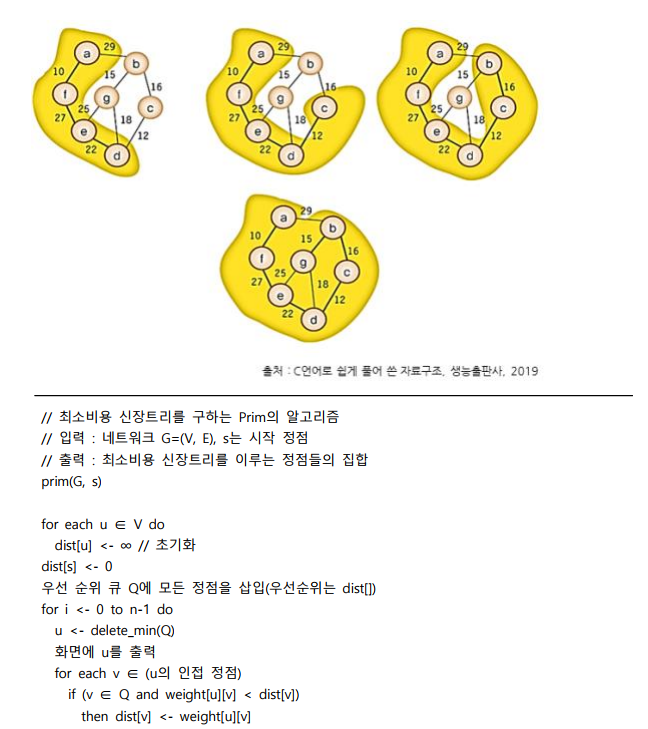 a 29 b 10 15 16 f g c 25 18 27 e 12 22 d
a 29 b 10 15 16 f g c 25 18 27 e 12 22 d
a 29 b 10 15 16 f g c 25 18 27 e 12 22 d
a 29 b 10 15 16 f g c 25 18 27 e 12 22 d
출처 : C언어로 쉽게 풀어 쓴 자료구조, 생능출판사, 2019
// 최소비용 신장트리를 구하는 Prim의 알고리즘
// 입력 : 네트워크 G=(V, E), s는 시작 정점
// 출력 : 최소비용 신장트리를 이루는 정점들의 집합
prim(G, s)
for each u ∈ V do
dist[u] <- ∞ // 초기화
dist[s] <- 0
우선 순위 큐 Q에 모든 정점을 삽입(우선순위는 dist[])
for i <- 0 to n-1 do
u <- delete_min(Q)
화면에 u를 출력
for each v ∈ (u의 인접 정점)
if (v ∈ Q and weight[u][v] < dist[v])
then dist[v] <- weight[u][v]